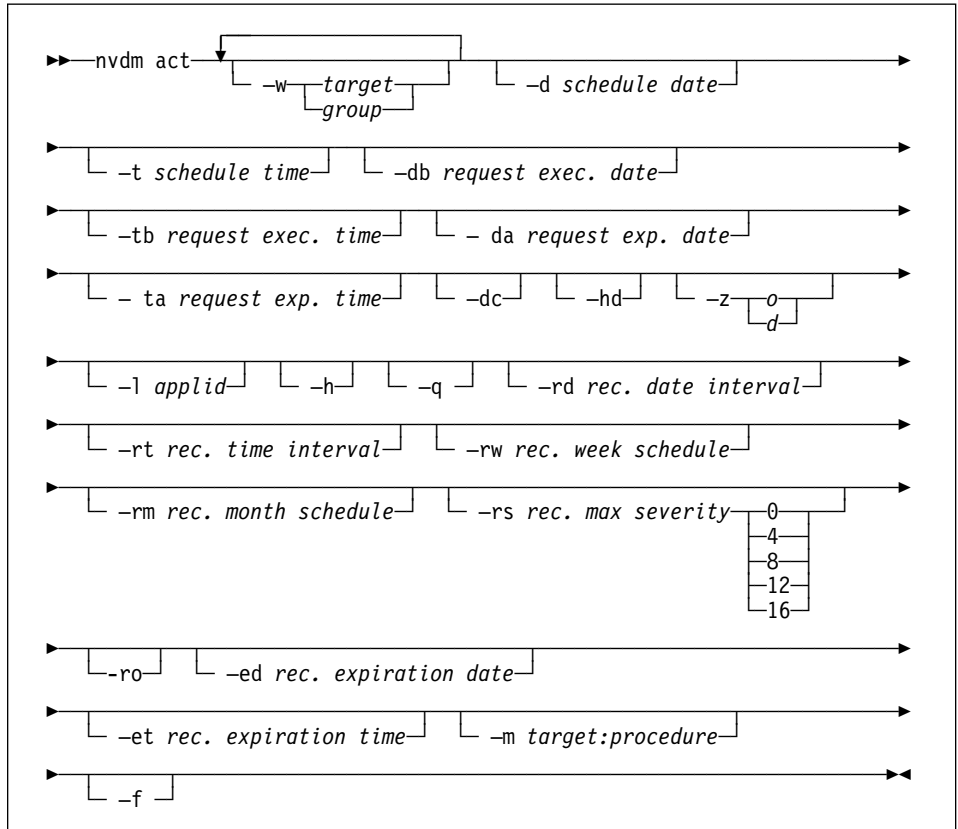 nvdm act
–w target –d schedule date
group
–t schedule time –db request exec. date
–tb request exec. time – da request exp. date
– ta request exp. time –dc –hd –z o
d
–l applid –h –q –rd rec. date interval
–rt rec. time interval –rw rec. week schedule
–rm rec. month schedule –rs rec. max severity 0
4
8
12
16
-ro –ed rec. expiration date
–et rec. expiration time –m target:procedure
–f